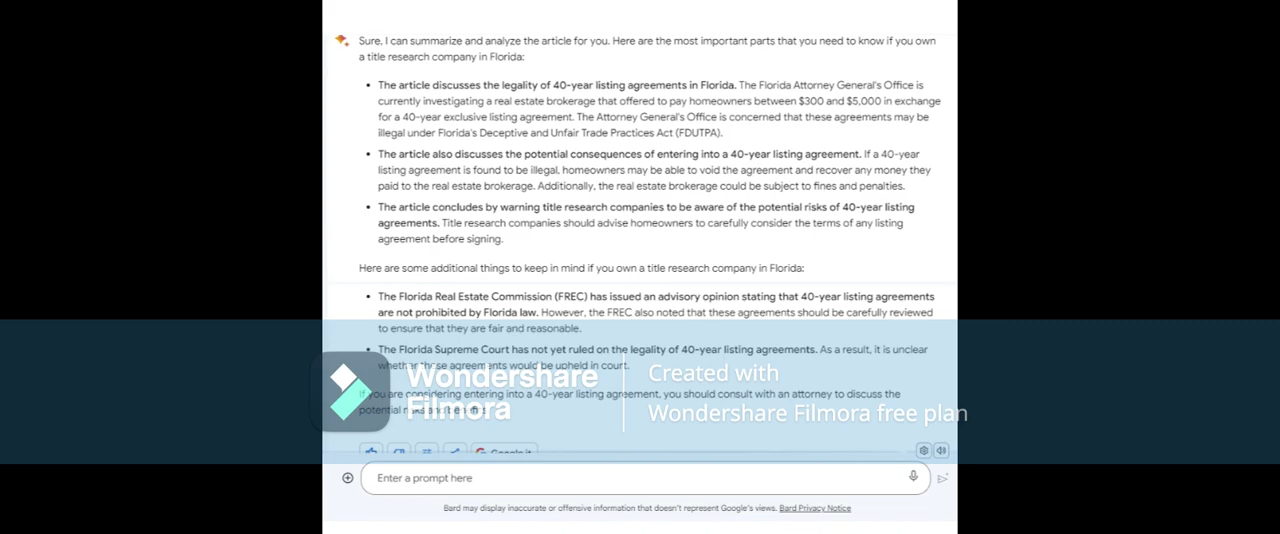 Sure, I can summarize and analyze the article for you. Here are the most important parts that you need to know if you own
a title research company in Florida:
• The article discusses the legality of 40-year listing agreements in Florida. The Florida Attorney General's Office is
currently investigating a real estate brokerage that offered to pay homeowners between $300 and $5,000 in exchange
for a 40-year exclusive listing agreement. The Attorney General's Office is concerned that these agreements may be
illegal under Florida's Deceptive and Unfair Trade Practices Act (FDUTPA).
• The article also discusses the potential consequences of entering into a 40-year listing agreement. If a 40-year
listing agreement is found to be illegal, homeowners may be able to void the agreement and recover any money they
paid to the real estate brokerage. Additionally, the real estate brokerage could be subject to fines and penalties.
• The article concludes by warning title research companies to be aware of the potential risks of 40-year listing
agreements. Title research companies should advise homeowners to carefully consider the terms of any listing
agreement before signing.
Here are some additional things to keep in mind if you own a title research company in Florida:
• The Florida Real Estate Commission (FREC) has issued an advisory opinion stating that 40-year listing agreements
are not prohibited by Florida law. However, the FREC also noted that these agreements should be carefully reviewed
to ensure that they are fair and reasonable.
• The Florida Supreme Court has not yet ruled on the legality of 40-year listing agreements. As a result, it is unclear
whether these agreements would be upheld in court.
If you are considering entering into a 40-year listing agreement, you should consult with an attorney to discuss the
potential risks and benefits.
Wondershare
Filmora
Created with
Wondershare Filmora free plan
Google it
Enter a prompt here
Bard may display inaccurate or offensive information that doesn't represent Google's views. Bard Privacy Notice